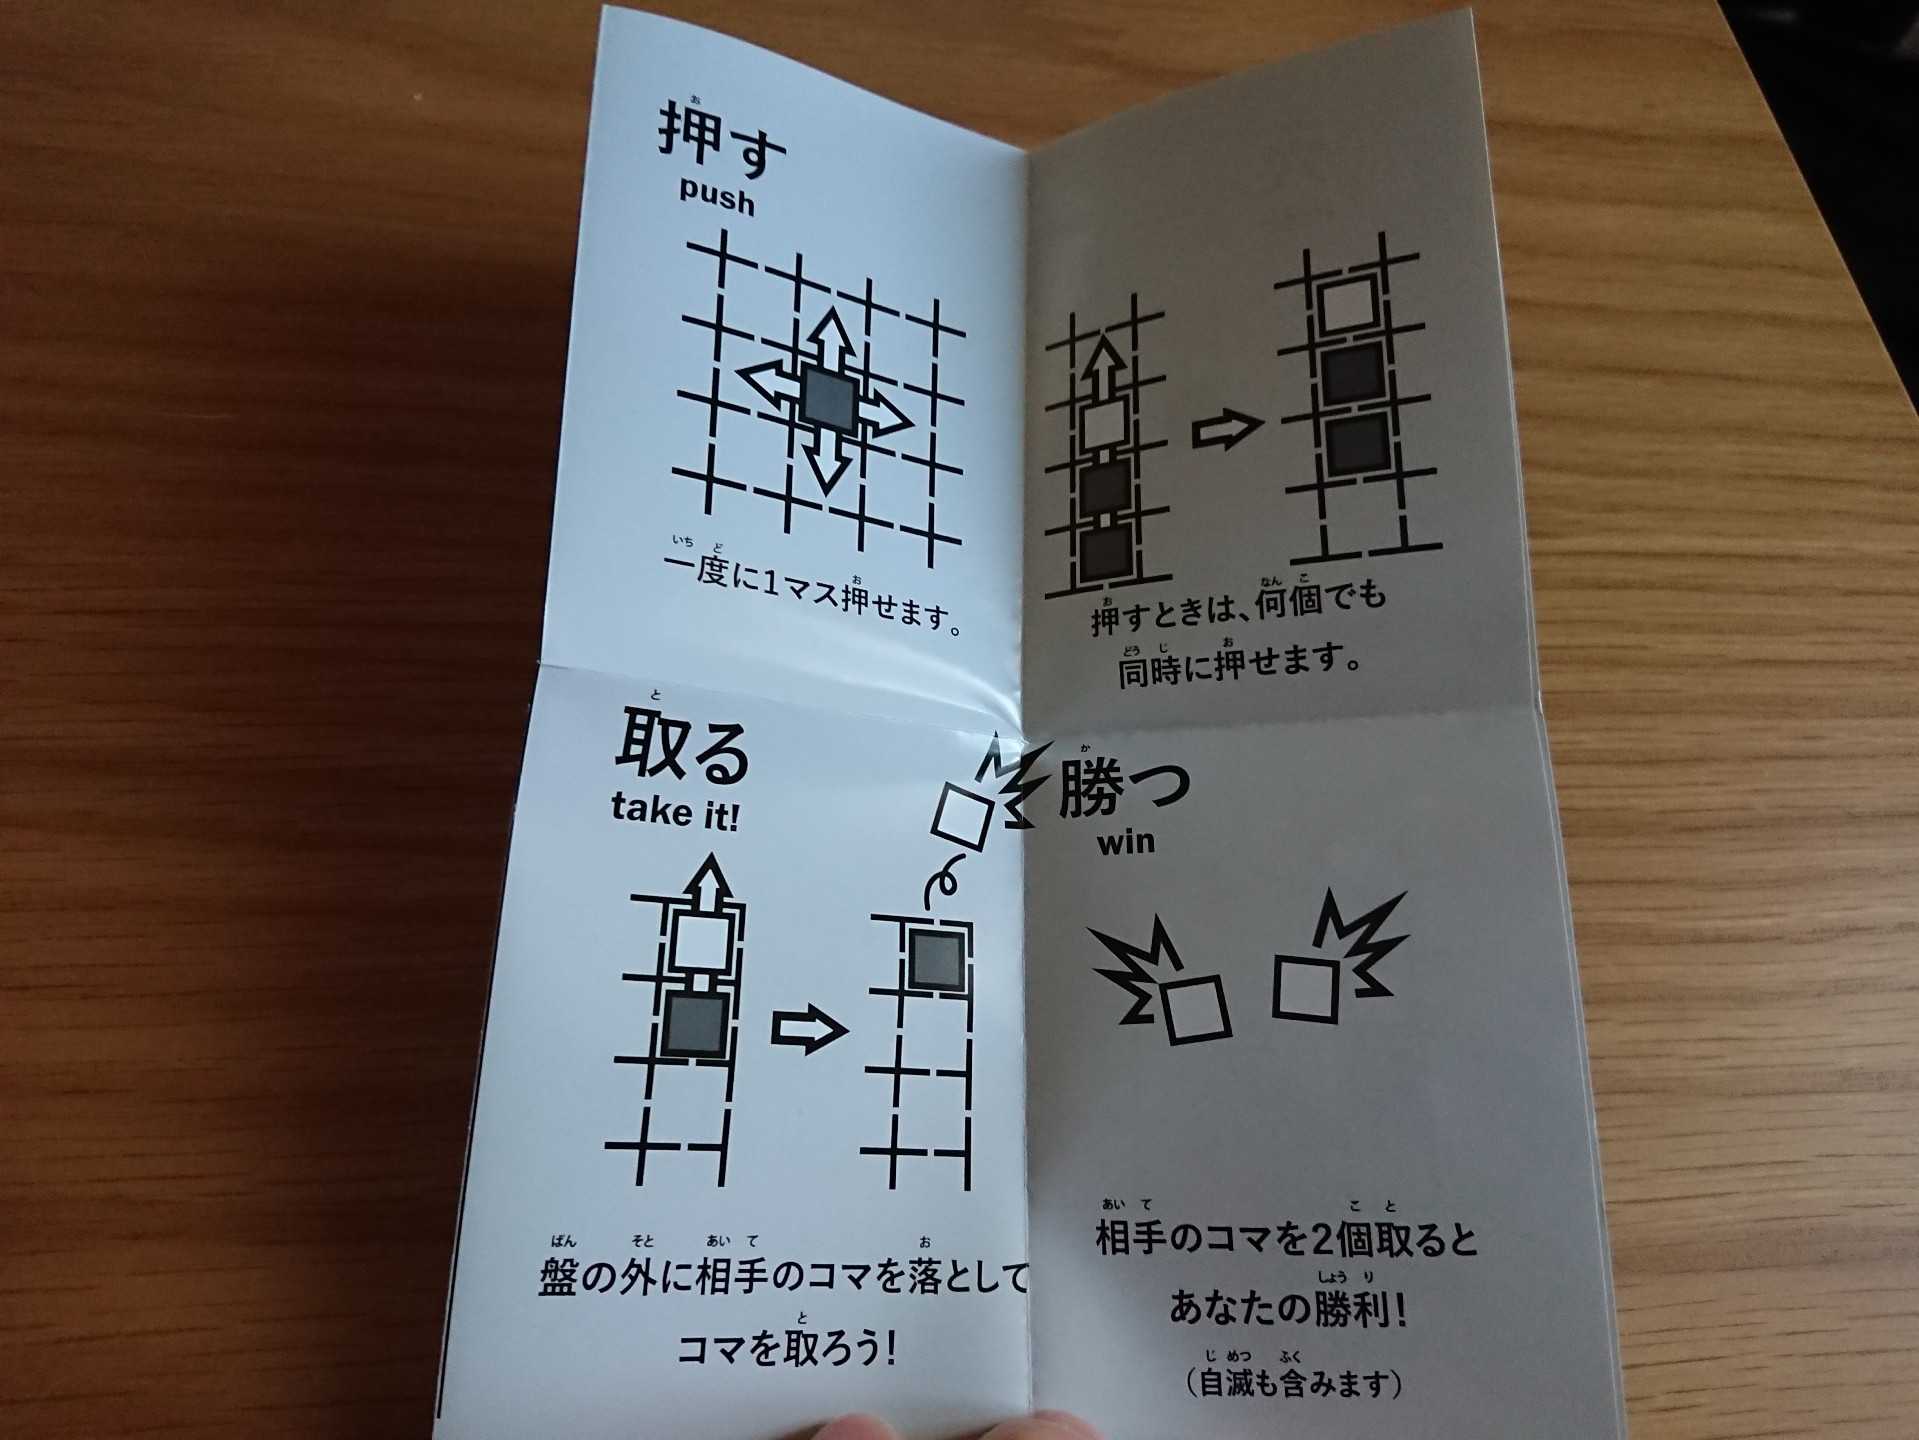 押す
push
一度に1マス押せます。
押すときは、何個でも
同時に押せます。
取る
take it!
盤の外に相手のコマを落として
コマを取ろう!
勝つ
win
相手のコマを2個取ると
あなたの勝利!
(自滅も含みます)